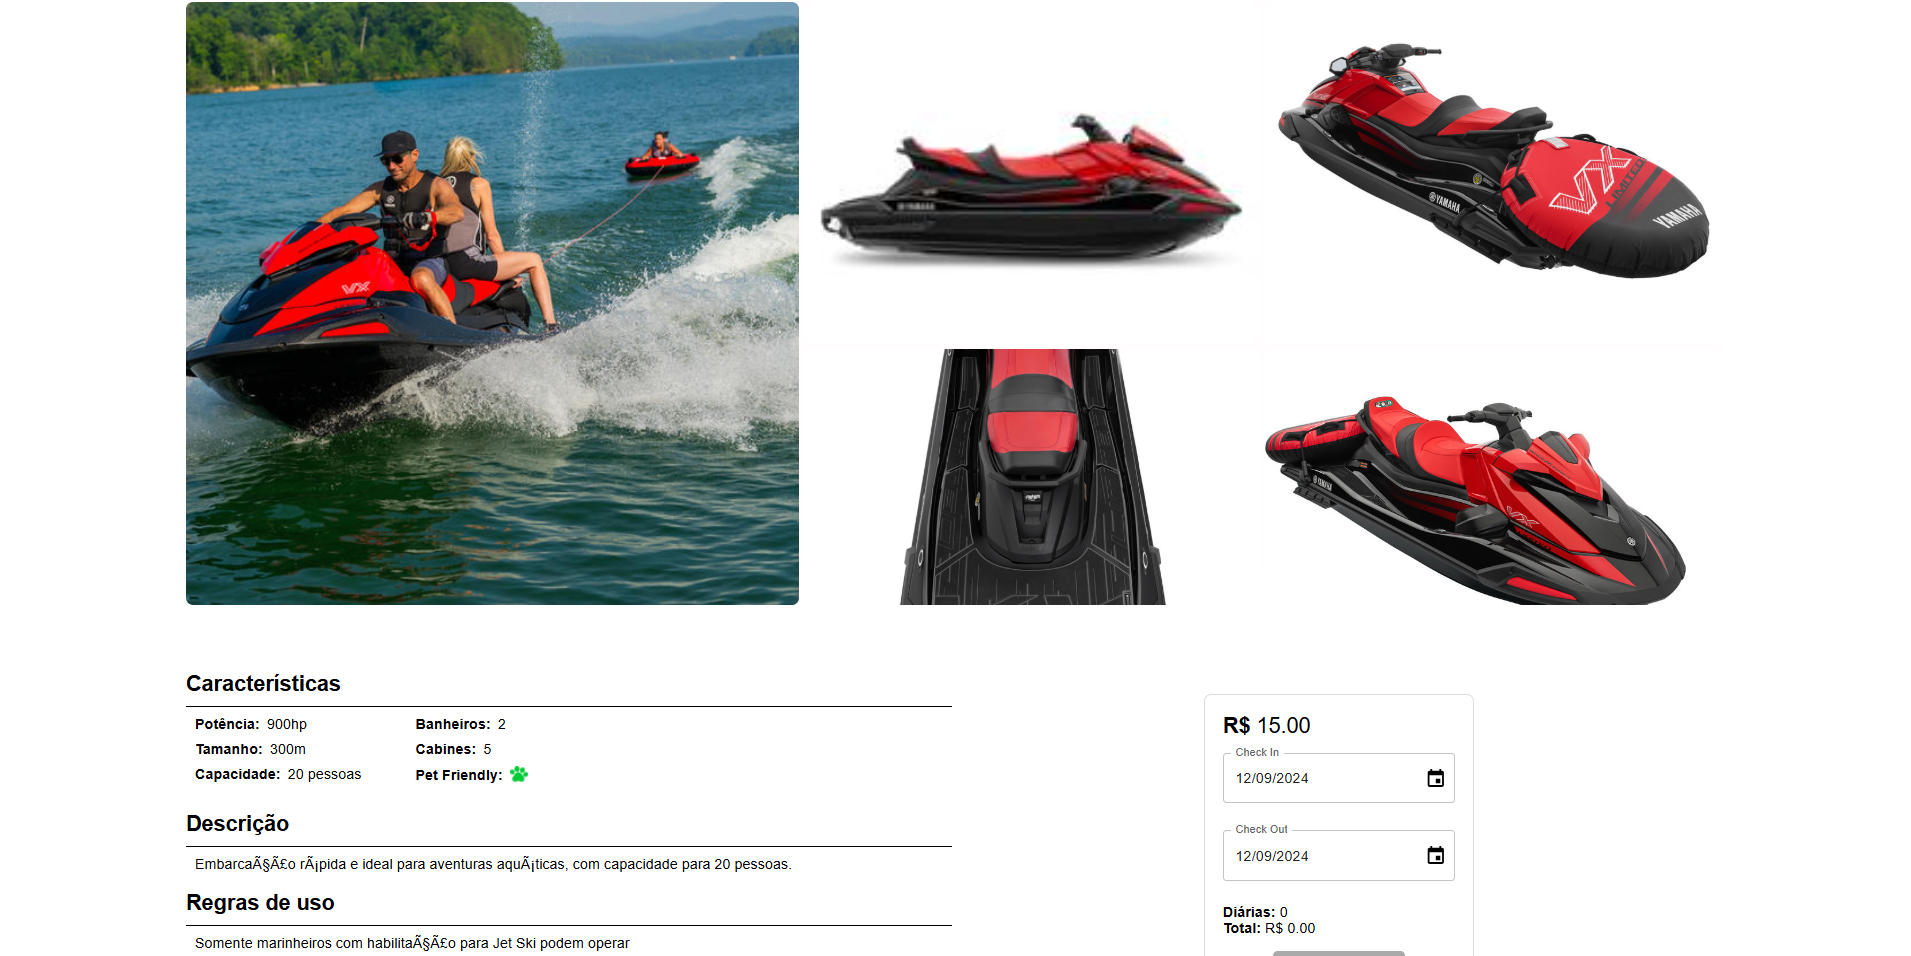 VX
YAMAHA
VX
LIMITED
YAMAHA
YAMAHA
VX
Características
Potência: 900hp
Banheiros: 2
Tamanho: 300m
Cabines: 5
Capacidade: 20 pessoas
Pet Friendly:
Descrição
EmbarcaÃ§Ã£o rÃ¡pida e ideal para aventuras aquÃ¡ticas, com capacidade para 20 pessoas.
Regras de uso
Somente marinheiros com habilitaÃ§Ã£o para Jet Ski podem operar
R$ 15.00
Check In
12/09/2024
Check Out
12/09/2024
Diárias: 0
Total: R$ 0.00